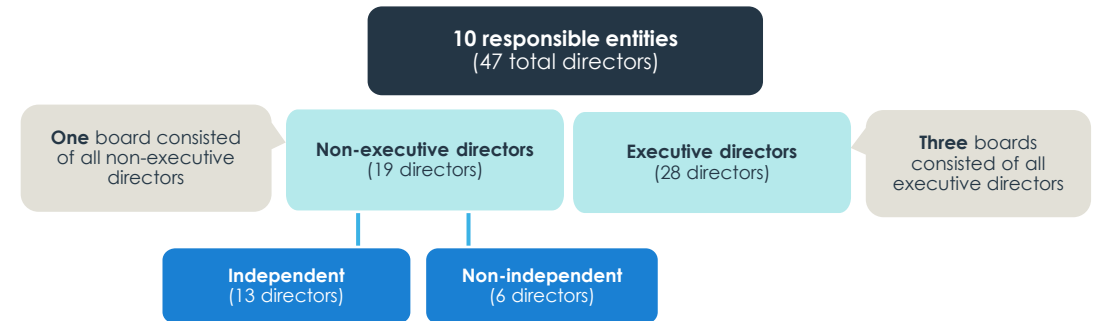 10 responsible entities
(47 total directors)
One board consisted
of all non-executive
directors
Non-executive directors
(19 directors)
Executive directors
(28 directors)
Three boards
consisted of all
executive directors
Independent
(13 directors)
Non-independent
(6 directors)